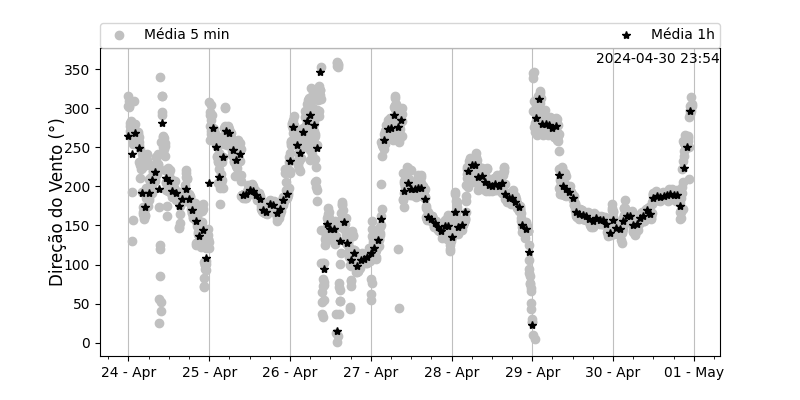 Média 5 min
Média 1h
2024-04-30 23:54
Direção do Vento (°)
350
300
250
200
150
100
50
0
24 - Apr
25 - Apr
26 - Apr
27 - Apr
28 - Apr
29 - Apr
30 - Apr
01 - May